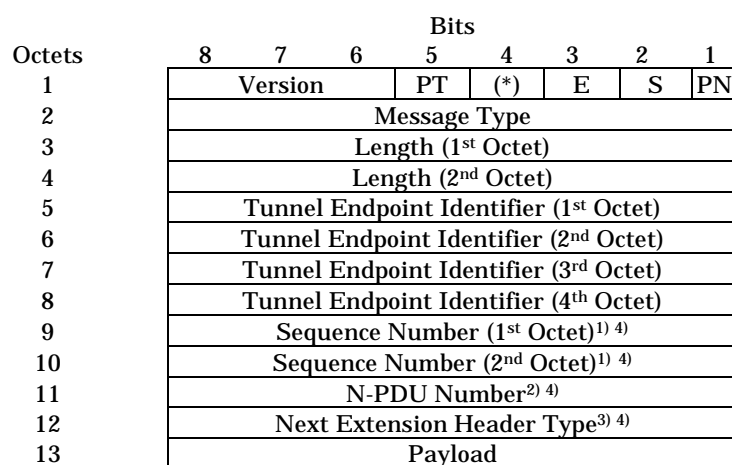 Bits
Octets 8 7 6 5 4 3 2 1
1 Version PT (*) E S PN
2 Message Type
3 Length (1st Octet)
4 Length (2nd Octet)
5 Tunnel Endpoint Identifier (1st Octet)
6 Tunnel Endpoint Identifier (2nd Octet)
7 Tunnel Endpoint Identifier (3rd Octet)
8 Tunnel Endpoint Identifier (4th Octet)
9 Sequence Number (1st Octet)1) 4)
10 Sequence Number (2nd Octet)1) 4)
11 N-PDU Number2) 4)
12 Next Extension Header Type3) 4)
13 Payload